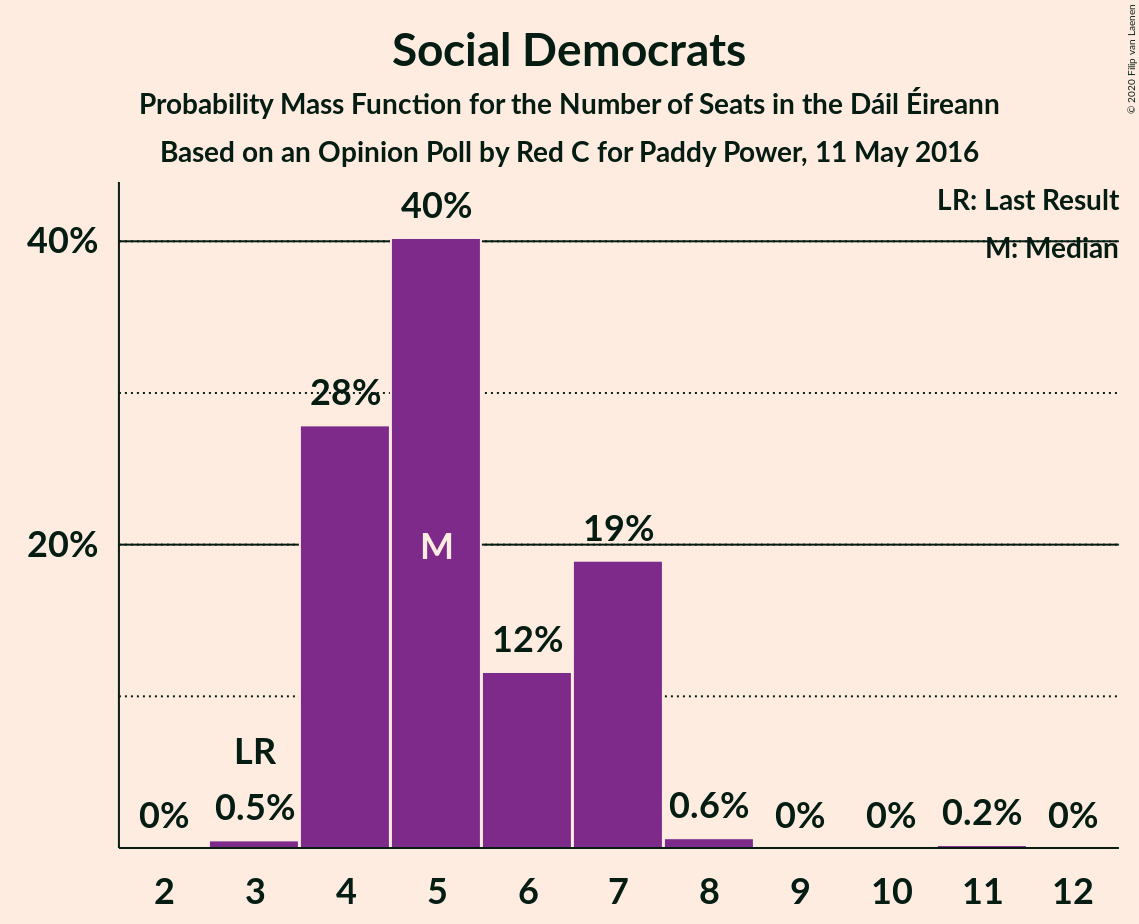 Social Democrats
Probability Mass Function for the Number of Seats in the Dáil Éireann
Based on an Opinion Poll by Red C for Paddy Power, 11 May 2016
© 2020 Filip van Laenen
LR: Last Result
M: Median
40%
20%
0%
LR
0.5%
28%
40%
M
12%
19%
0.6%
0%
0%
0.2%
0%
2 3 4 5 6 7 8 9 10 11 12